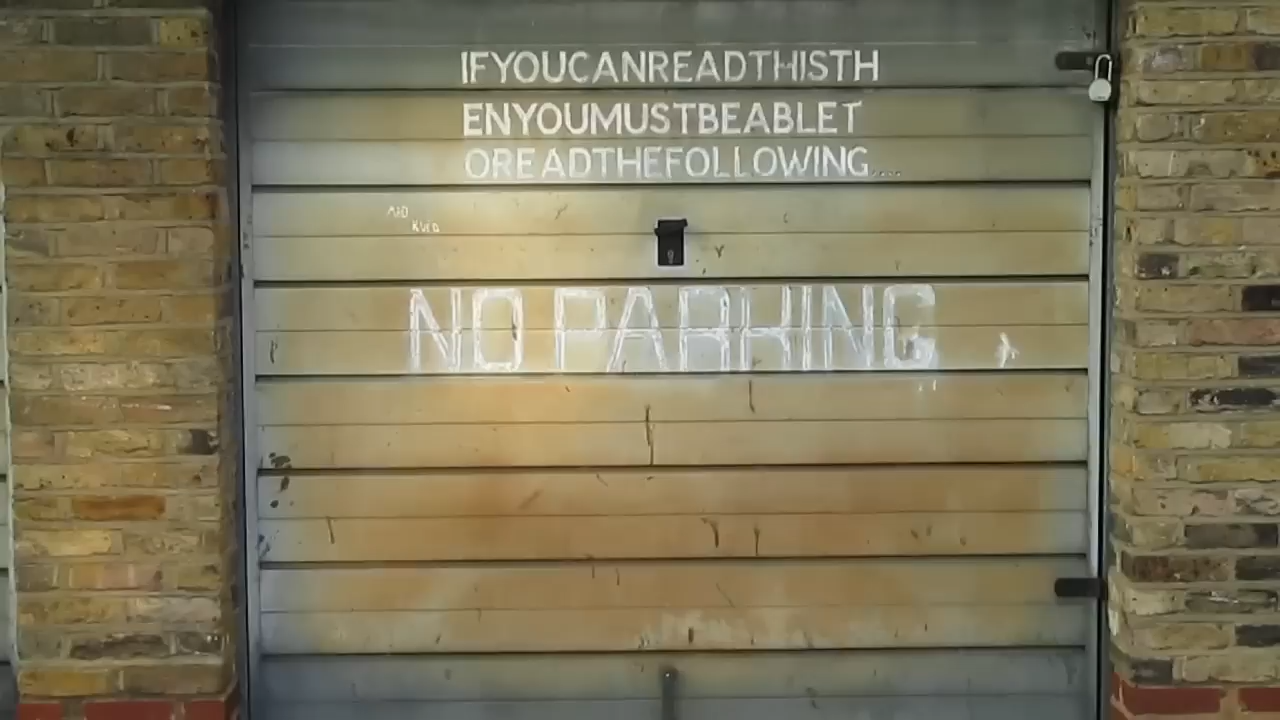 IFYOUCANREADTHISTH
ENYOUMUSTBEABLET
OREADTHEFOLLOWING....
NO PARKING